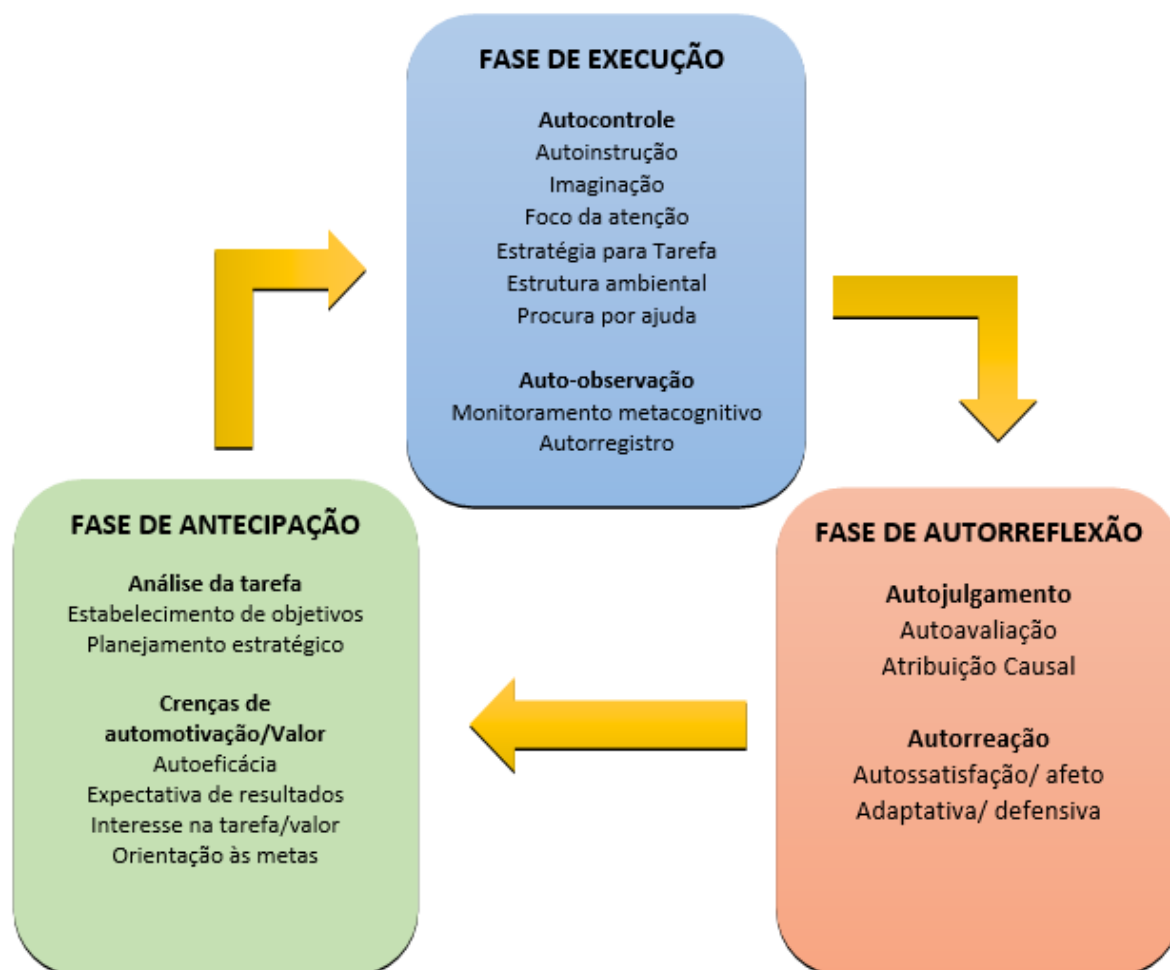 FASE DE EXECUÇÃO
Autocontrole
Autoinstrução
Imaginação
Foco da atenção
Estratégia para Tarefa
Estrutura ambiental
Procura por ajuda
Auto-observação
Monitoramento metacognitivo
Autorregistro
FASE DE ANTECIPAÇÃO
Análise da tarefa
Estabelecimento de objetivos
Planejamento estratégico
Crenças de
automotivação/Valor
Autoeficácia
Expectativa de resultados
Interesse na tarefa/valor
Orientação às metas
FASE DE AUTORREFLEXÃO
Autojulgamento
Autoavaliação
Atribuição Causal
Autorreação
Autossatisfação/ afeto
Adaptativa/ defensiva